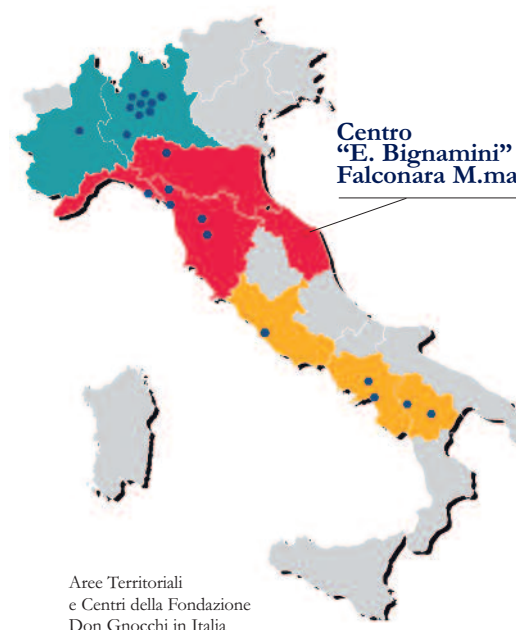 Centro
“E. Bignamini”
Falconara M.ma
Aree Territoriali
e Centri della Fondazione
Don Gnocchi in Italia